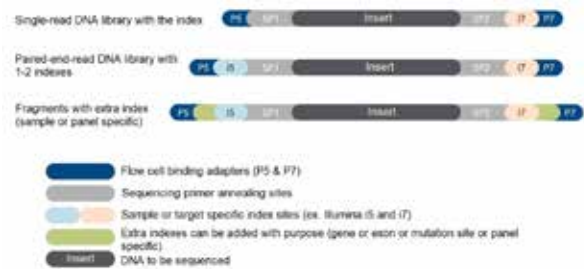 Single-read DNA library with the index
P5 SP1 Insert SP2 i7 P7
Paired-end-read DNA library with
1-2 indexes
P5 i5 SP1 Insert SP2 i7 P7
Fragments with extra index
(sample or panel specific)
P5 i5 SP1 Insert SP2 i7 P7
Flow cell binding adapters (P5 & P7)
Sequencing primer annealing sites
Sample or target specific index sites (ex. Illumina i5 and i7)
Extra indexes can be added with purpose (gene or exon or mutation site or panel
specific)
Insert DNA to be sequenced